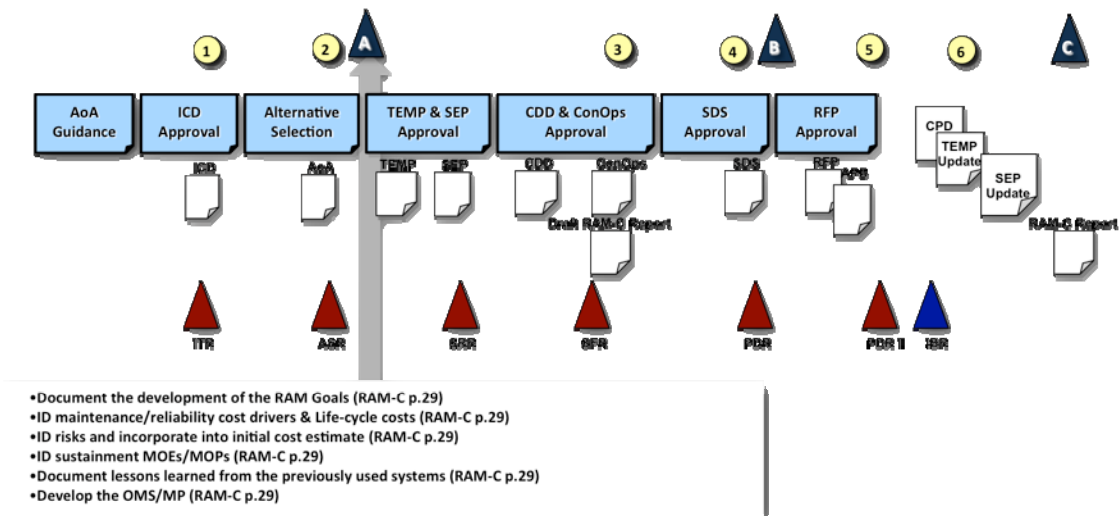 1
2
A
3
4
B
5
6
C
AoA
Guidance
ICD
Approval
Alternative
Selection
TEMP & SEP
Approval
CDD & ConOps
Approval
SDS
Approval
RFP
Approval
CPD
TEMP
Update
SEP
Update
ICD
AoA
TEMP
SEP
CDD
ConOps
SDS
RFP
APB
Draft RAM-C Report
RAM-C Report
ITR
ASR
SRR
SFR
PDR
PDR II
IBR
•Document the development of the RAM Goals (RAM-C p.29)
•ID maintenance/reliability cost drivers & Life-cycle costs (RAM-C p.29)
•ID risks and incorporate into initial cost estimate (RAM-C p.29)
•ID sustainment MOEs/MOPs (RAM-C p.29)
•Document lessons learned from the previously used systems (RAM-C p.29)
•Develop the OMS/MP (RAM-C p.29)